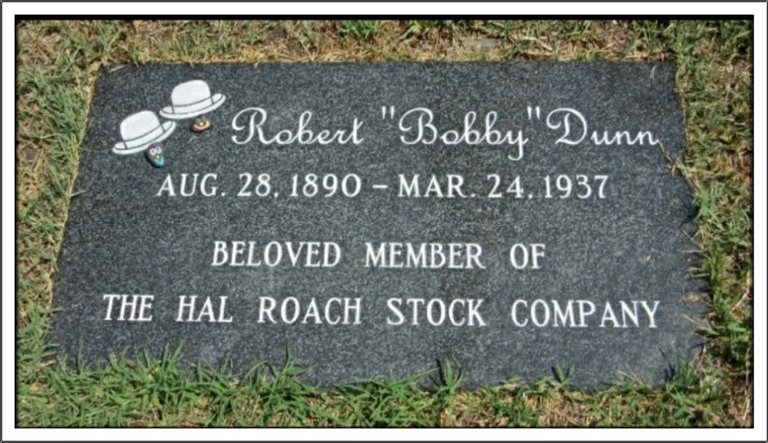 Robert "Bobby" Dunn
AUG. 28, 1890 – MAR. 24, 1937
BELOVED MEMBER OF
THE HAL ROACH STOCK COMPANY